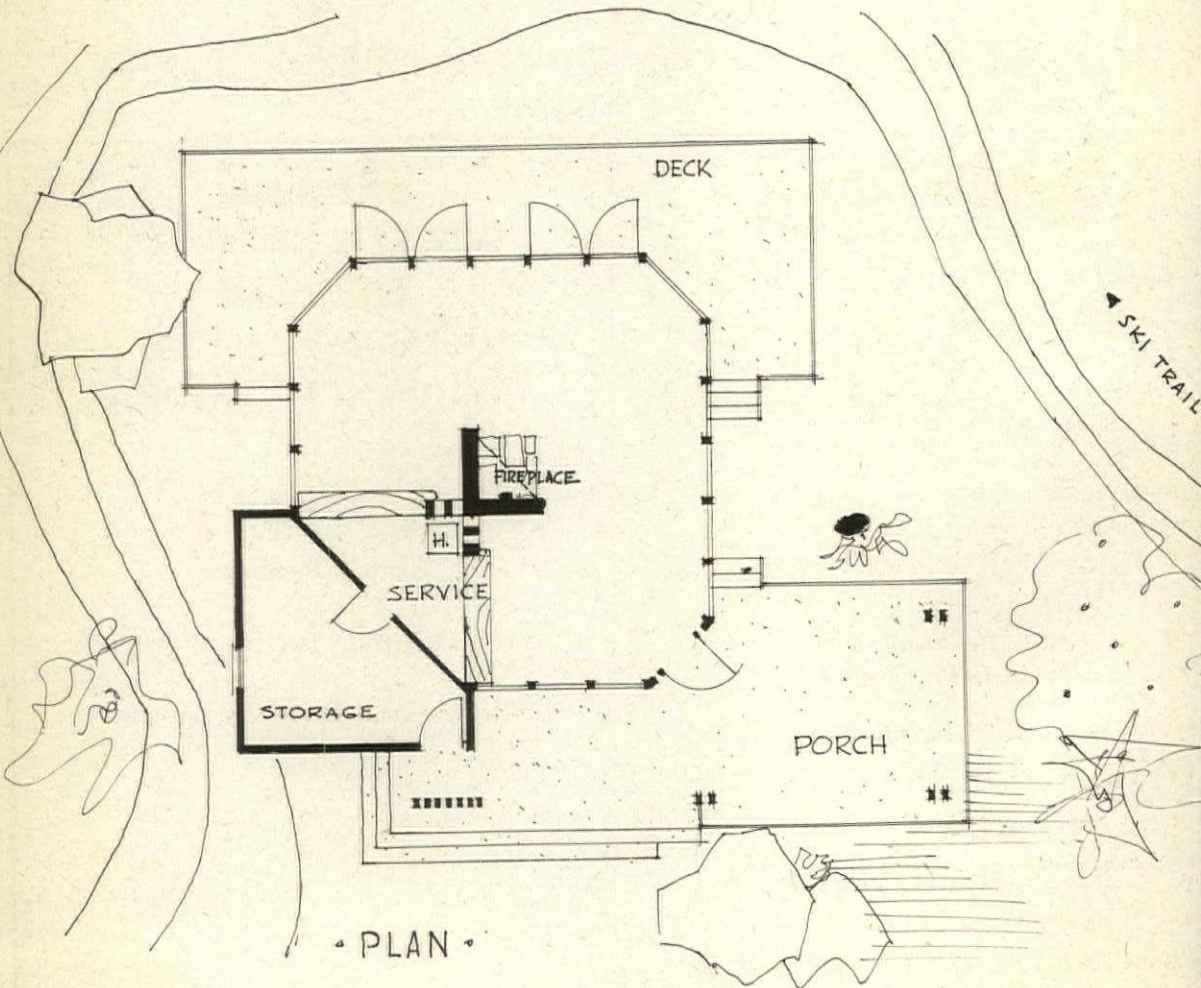 DECK
▲ SKI TRAIL
FIREPLACE
H.
SERVICE
STORAGE
PORCH
• PLAN •